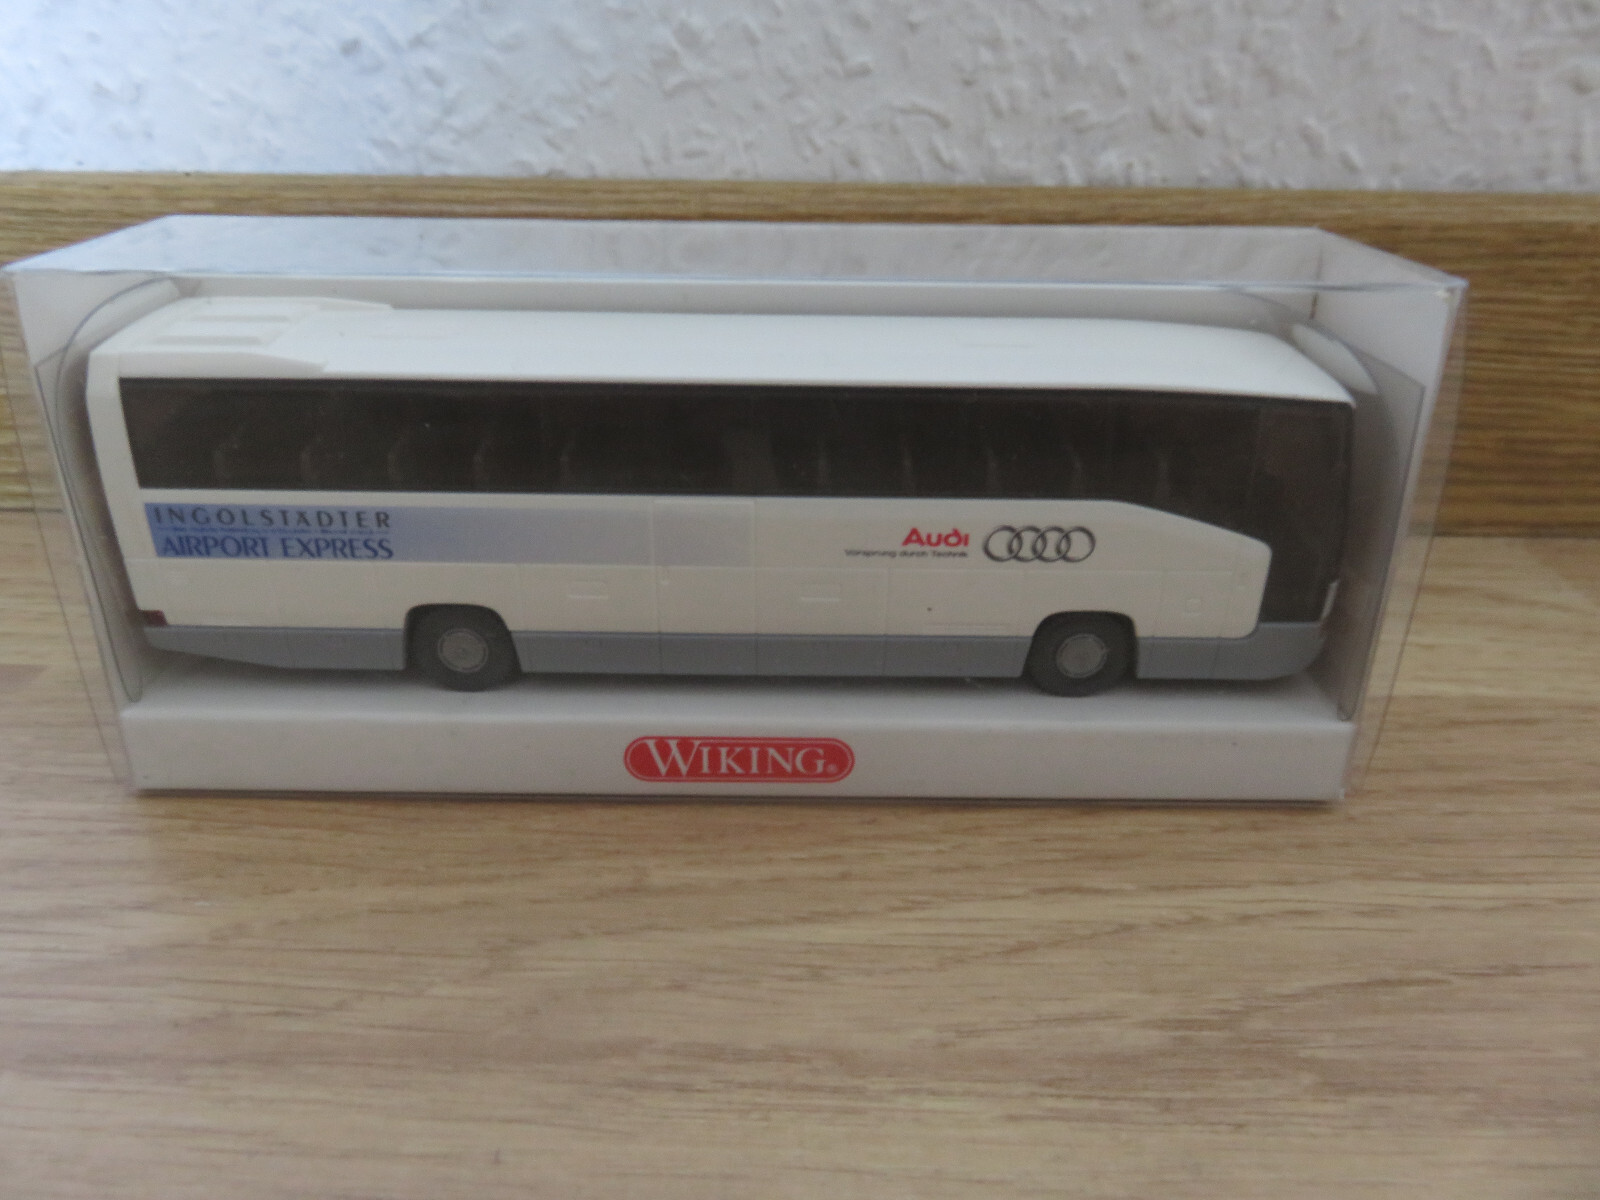 INGOLSTÄDTER
AIRPORT EXPRESS
Audi
Vorsprung durch Technik
WIKING®